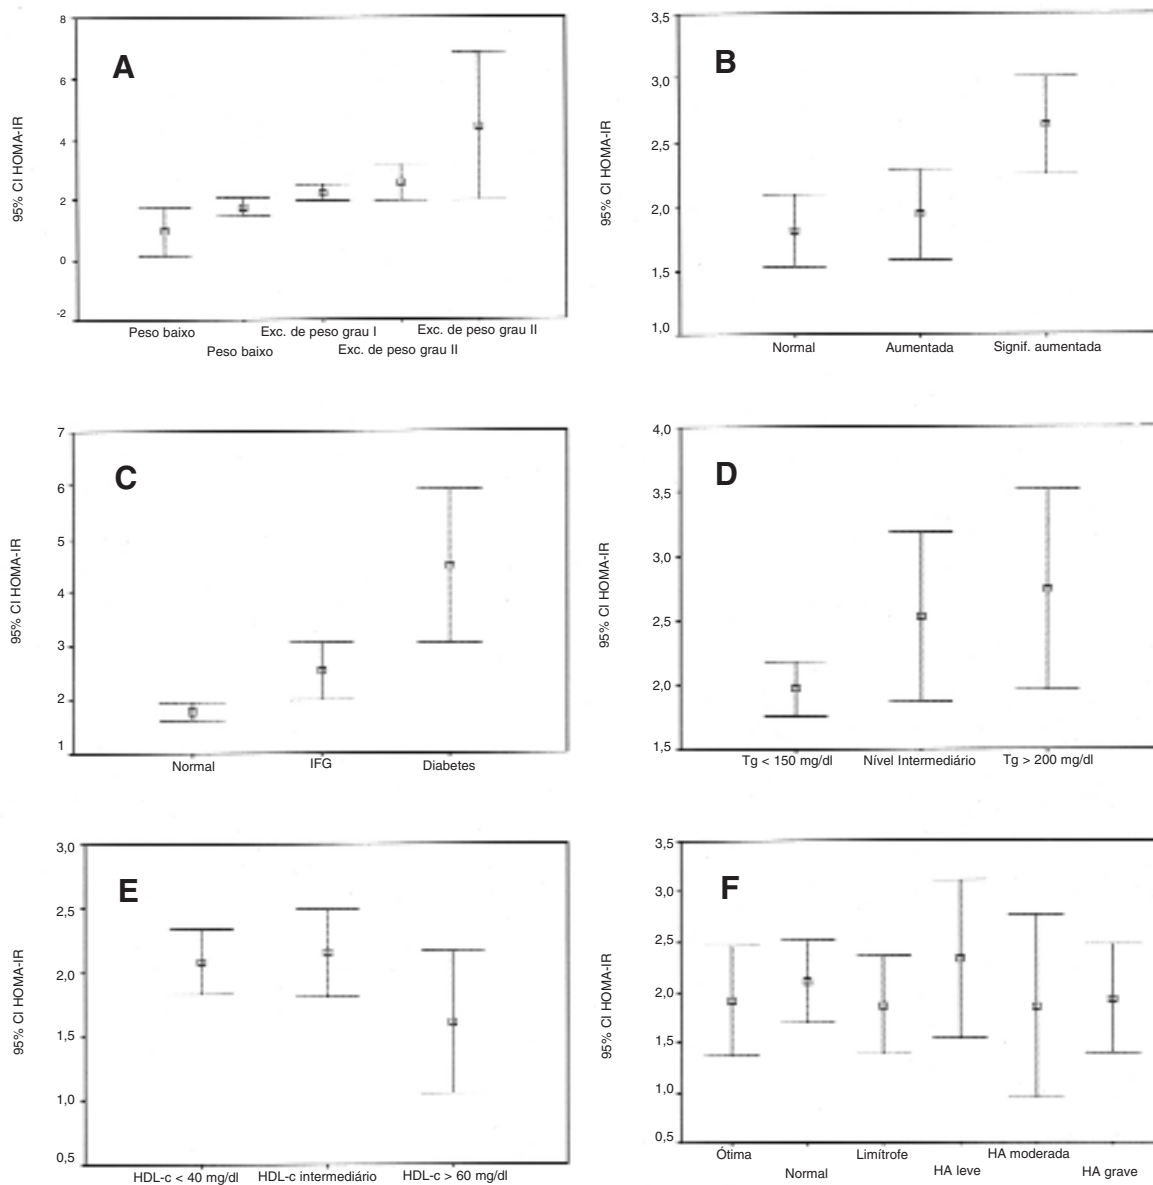 A
95% CI HOMA-IR
8
6
4
2
0
-2
Peso baixo
Exc. de peso grau I
Exc. de peso grau II
Peso baixo
Exc. de peso grau II
B
95% CI HOMA-IR
3,5
3,0
2,5
2,0
1,5
1,0
Normal
Aumentada
Signif. aumentada
C
95% CI HOMA-IR
7
6
5
4
3
2
1
Normal
IFG
Diabetes
D
95% CI HOMA-IR
4,0
3,5
3,0
2,5
2,0
1,5
Tg < 150 mg/dl
Nível Intermediário
Tg > 200 mg/dl
E
95% CI HOMA-IR
3,0
2,5
2,0
1,5
1,0
0,5
HDL-c < 40 mg/dl
HDL-c intermediário
HDL-c > 60 mg/dl
F
95% CI HOMA-IR
3,5
3,0
2,5
2,0
1,5
1,0
0,5
Ótima
Limítrofe
HA moderada
Normal
HA leve
HA grave